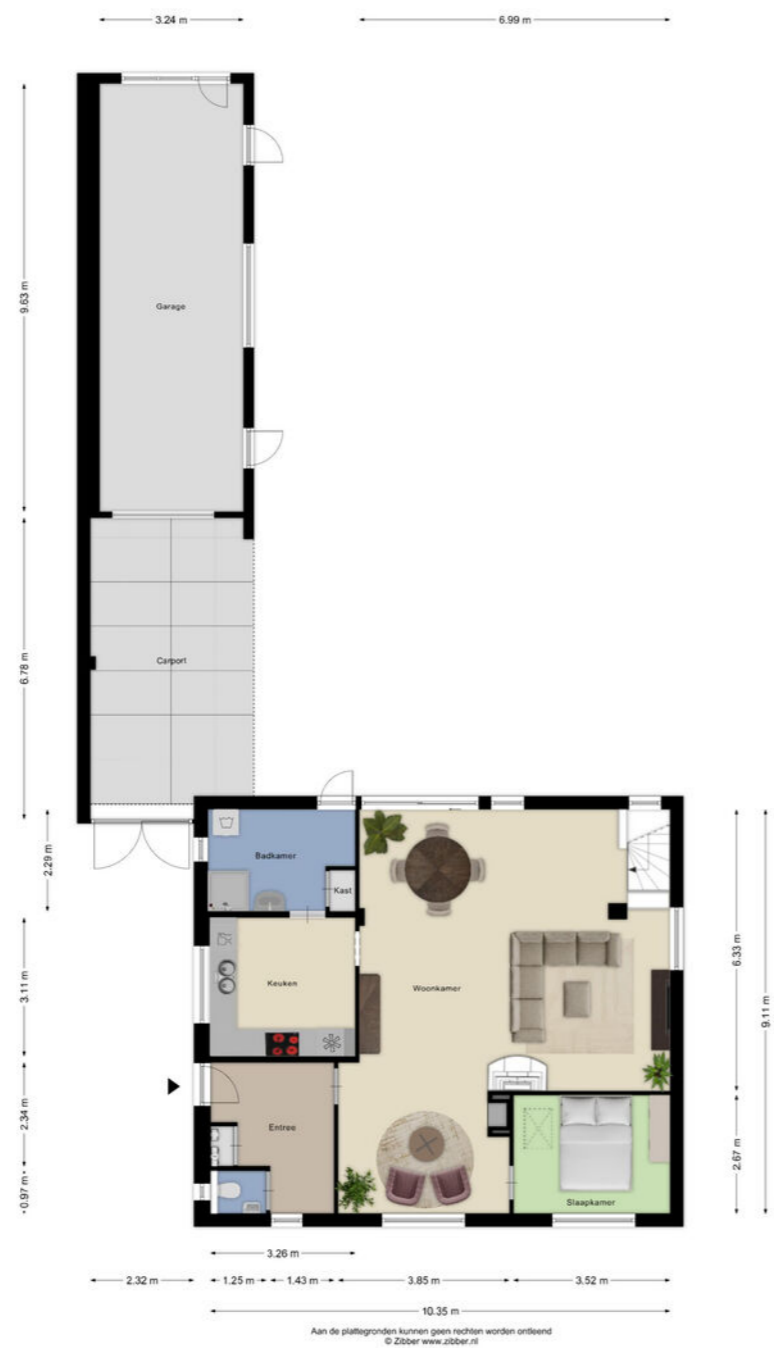 3.24 m
6.99 m
9.63 m
Garage
6.78 m
Carport
2.29 m
Badkamer
Kast
3.11 m
Keuken
Woonkamer
6.33 m
9.11 m
2.34 m
Entree
0.97 m
2.67 m
Slaapkamer
3.26 m
2.32 m
1.25 m
1.43 m
3.85 m
3.52 m
10.35 m
Aan de plattegronden kunnen geen rechten worden ontleend
© Zibber www.zibber.nl